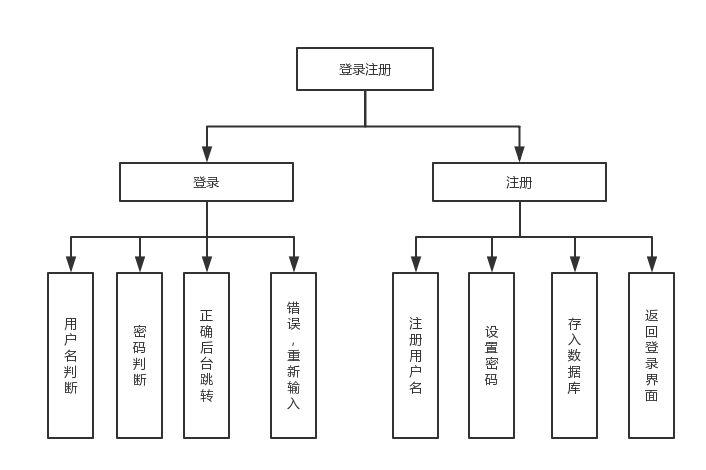 登录注册
登录
注册
用户名判断
密码判断
正确后台跳转
错误，重新输入
注册用户名
设置密码
存入数据库
返回登录界面